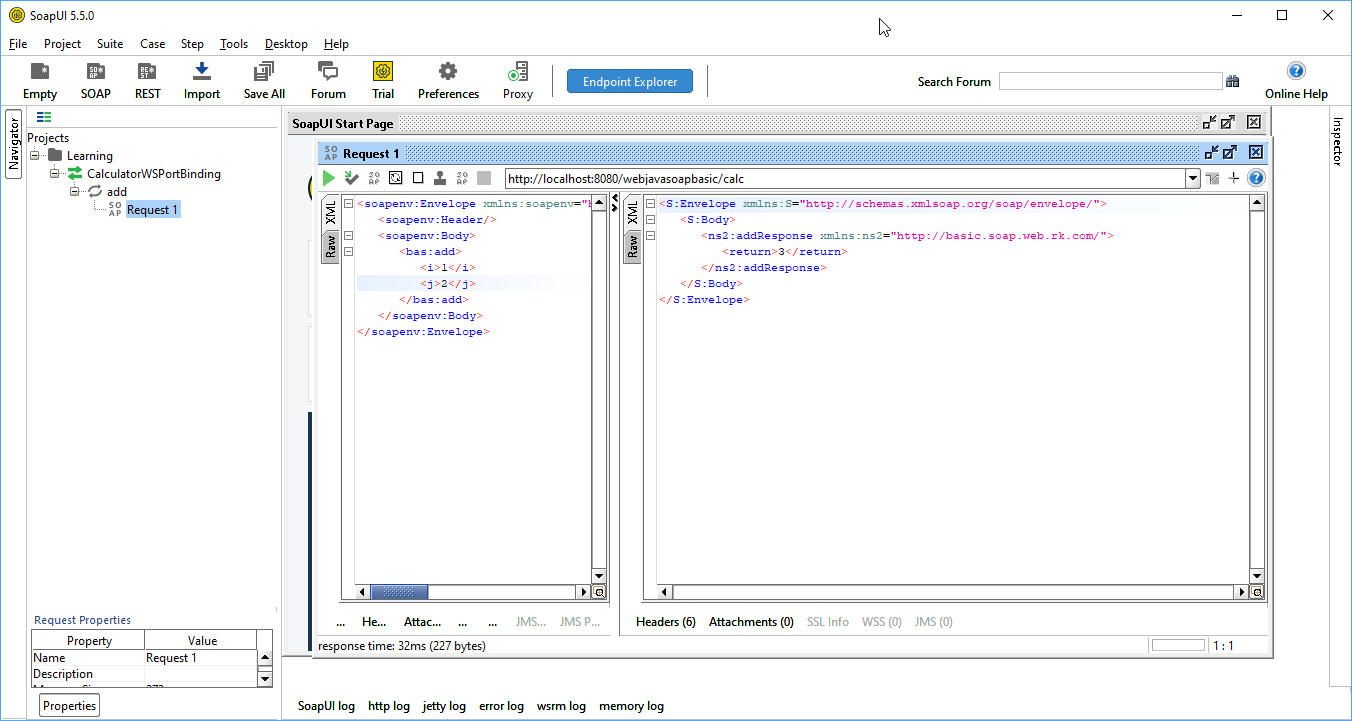 SoapUI 5.5.0
File Project Suite Case Step Tools Desktop Help
Empty SOAP REST Import Save All Forum Trial Preferences Proxy Endpoint Explorer Search Forum Online Help
Navigator
Projects
Learning
CalculatorWSPortBinding
add
SO AP Request 1
Request Properties
Property Value
Name Request 1
Description
Properties
SoapUI Start Page
SO AP Request 1
http://localhost:8080/webjavasoapbasic/calc
XML
Raw
<soapenv:Envelope xmlns:soapenv="
<soapenv:Header/>
<soapenv:Body>
<bas:add>
<i>1</i>
<j>2</j>
</bas:add>
</soapenv:Body>
</soapenv:Envelope>
... He... Attac... ... ... JMS... JMS P...
XML
Raw
<S:Envelope xmlns:S="http://schemas.xmlsoap.org/soap/envelope/">
<S:Body>
<ns2:addResponse xmlns:ns2="http://basic.soap.web.rk.com/">
<return>3</return>
</ns2:addResponse>
</S:Body>
</S:Envelope>
Headers (6) Attachments (0) SSL Info WSS (0) JMS (0)
response time: 32ms (227 bytes)
1 : 1
Inspector
SoapUI log http log jetty log error log wsrm log memory log